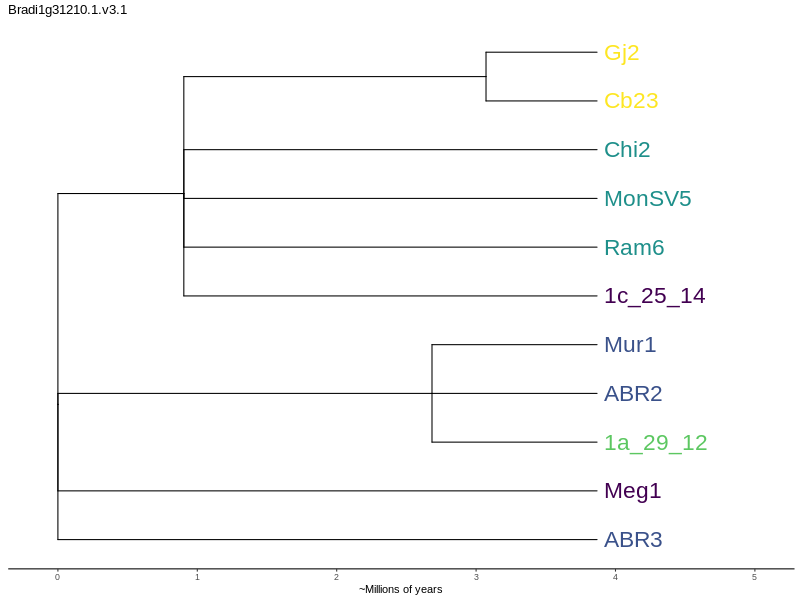 Bradi1g31210.1.v3.1
Gj2
Cb23
Chi2
MonSV5
Ram6
1c_25_14
Mur1
ABR2
1a_29_12
Meg1
ABR3
0 1 2 3 4 5
~Millions of years